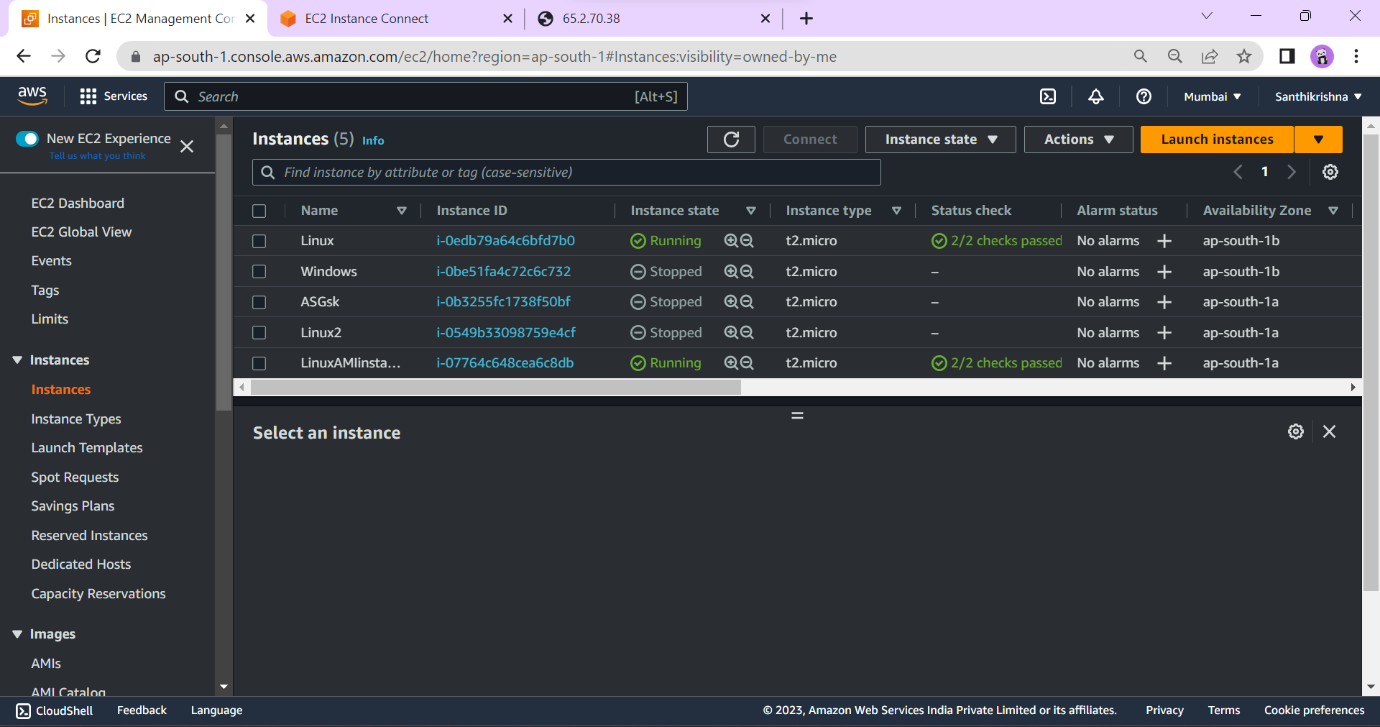 Instances | EC2 Management Con
EC2 Instance Connect
65.2.70.38
ap-south-1.console.aws.amazon.com/ec2/home?region=ap-south-1#Instances:visibility=owned-by-me
aws
Services
Search
[Alt+S]
Mumbai
Santhikrishna
New EC2 Experience
Tell us what you think
EC2 Dashboard
EC2 Global View
Events
Tags
Limits
Instances
Instances
Instance Types
Launch Templates
Spot Requests
Savings Plans
Reserved Instances
Dedicated Hosts
Capacity Reservations
Images
AMIs
AMI Catalog
Instances (5) Info
Connect
Instance state
Actions
Launch instances
Find instance by attribute or tag (case-sensitive)
1
Name Instance ID Instance state Instance type Status check Alarm status Availability Zone
Linux i-0edb79a64c6bfd7b0 Running t2.micro 2/2 checks passed No alarms + ap-south-1b
Windows i-0be51fa4c72c6c732 Stopped t2.micro – No alarms + ap-south-1b
ASGsk i-0b3255fc1738f50bf Stopped t2.micro – No alarms + ap-south-1a
Linux2 i-0549b33098759e4cf Stopped t2.micro – No alarms + ap-south-1a
LinuxAMIinsta... i-07764c648cea6c8db Running t2.micro 2/2 checks passed No alarms + ap-south-1a
Select an instance
CloudShell Feedback Language © 2023, Amazon Web Services India Private Limited or its affiliates. Privacy Terms Cookie preferences